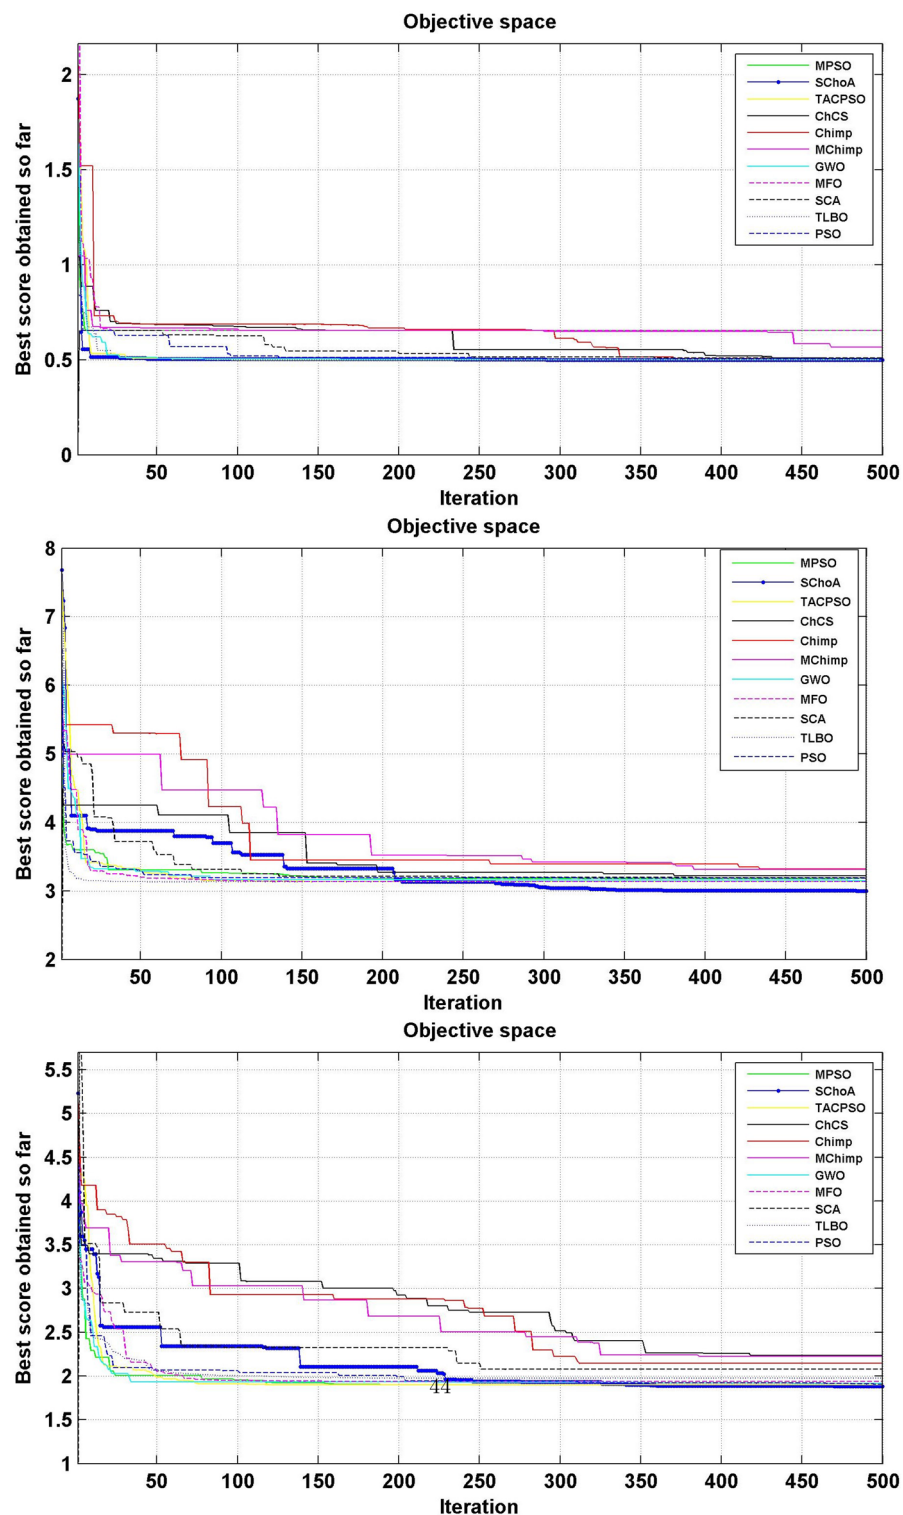 Objective space
Best score obtained so far
2
1.5
1
0.5
0
50 100 150 200 250 300 350 400 450 500
Iteration
MPSO
SChoA
TACPSO
ChCS
Chimp
MChimp
GWO
MFO
SCA
TLBO
PSO
Objective space
Best score obtained so far
8
7
6
5
4
3
2
50 100 150 200 250 300 350 400 450 500
Iteration
MPSO
SChoA
TACPSO
ChCS
Chimp
MChimp
GWO
MFO
SCA
TLBO
PSO
Objective space
Best score obtained so far
5.5
5
4.5
4
3.5
3
2.5
2
1.5
1
50 100 150 200 250 300 350 400 450 500
Iteration
MPSO
SChoA
TACPSO
ChCS
Chimp
MChimp
GWO
MFO
SCA
TLBO
PSO
44